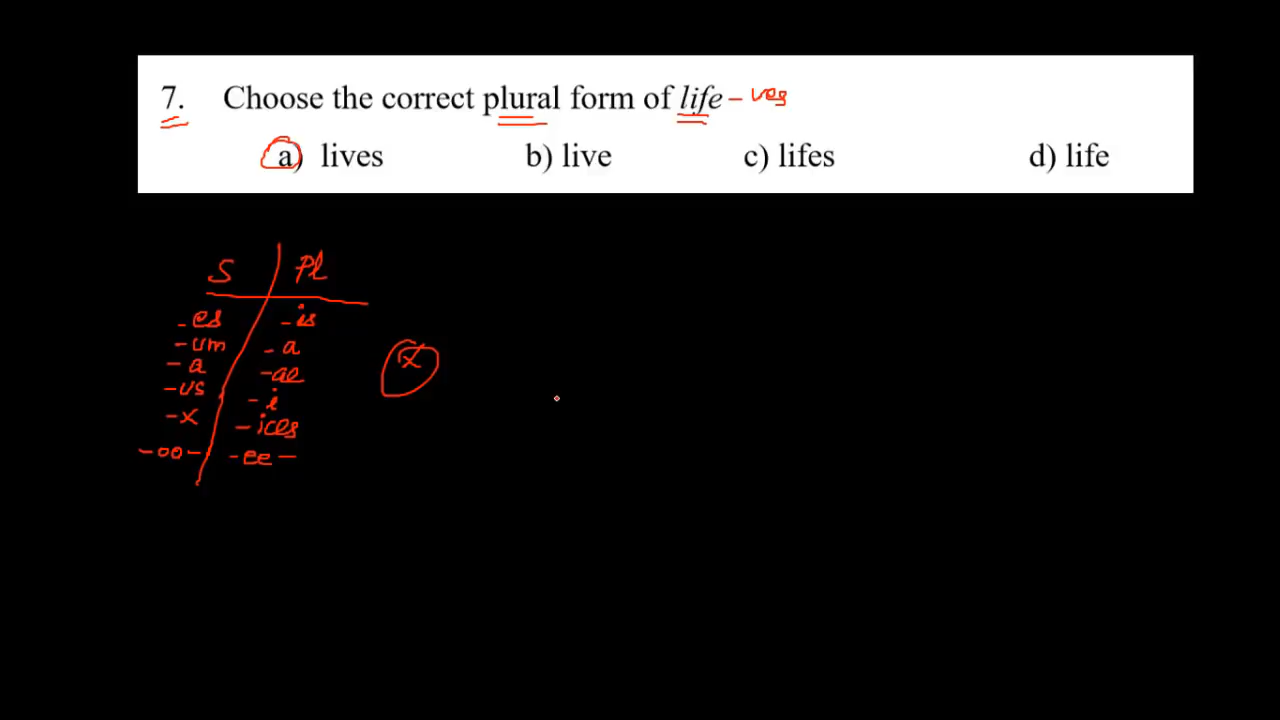 7. Choose the correct plural form of life - ves
a) lives b) live c) lifes d) life
S Pl
-es -is
-um -a
-a -ae
-us -i
-x -ices
-oo- -ee-
x